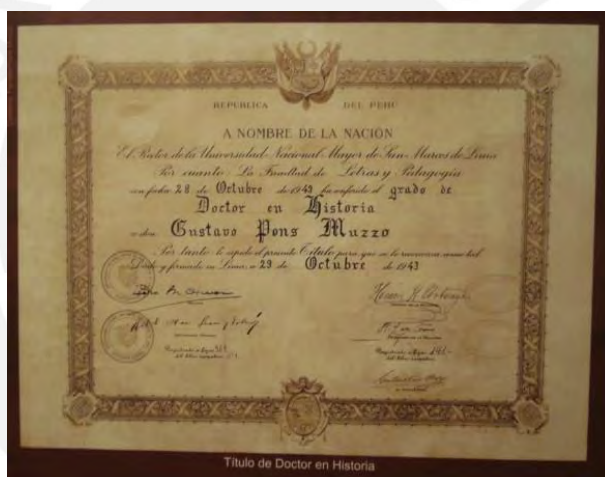 REPUBLICA DEL PERU
A NOMBRE DE LA NACIÓN
El Rector de la Universidad Nacional Mayor de San Marcos de Lima
Por cuanto: La Facultad de Letras y Pedagogía
con fecha 28 de Octubre de 1943 ha conferido el grado de
Doctor en Historia
a don Gustavo Pons Muzzo
Por tanto: le expide el presente Título para que se le reconozca como tal
Dado y firmado en Lima, a 29 de Octubre de 1943
Título de Doctor en Historia